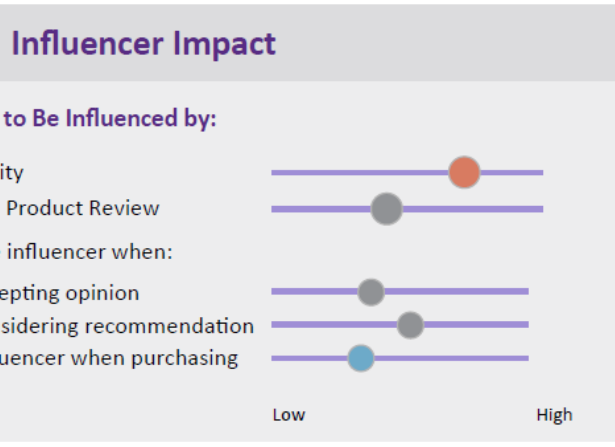 Influencer Impact
to Be Influenced by:
ity
Product Review
influencer when:
epting opinion
sidering recommendation
uencer when purchasing
Low High